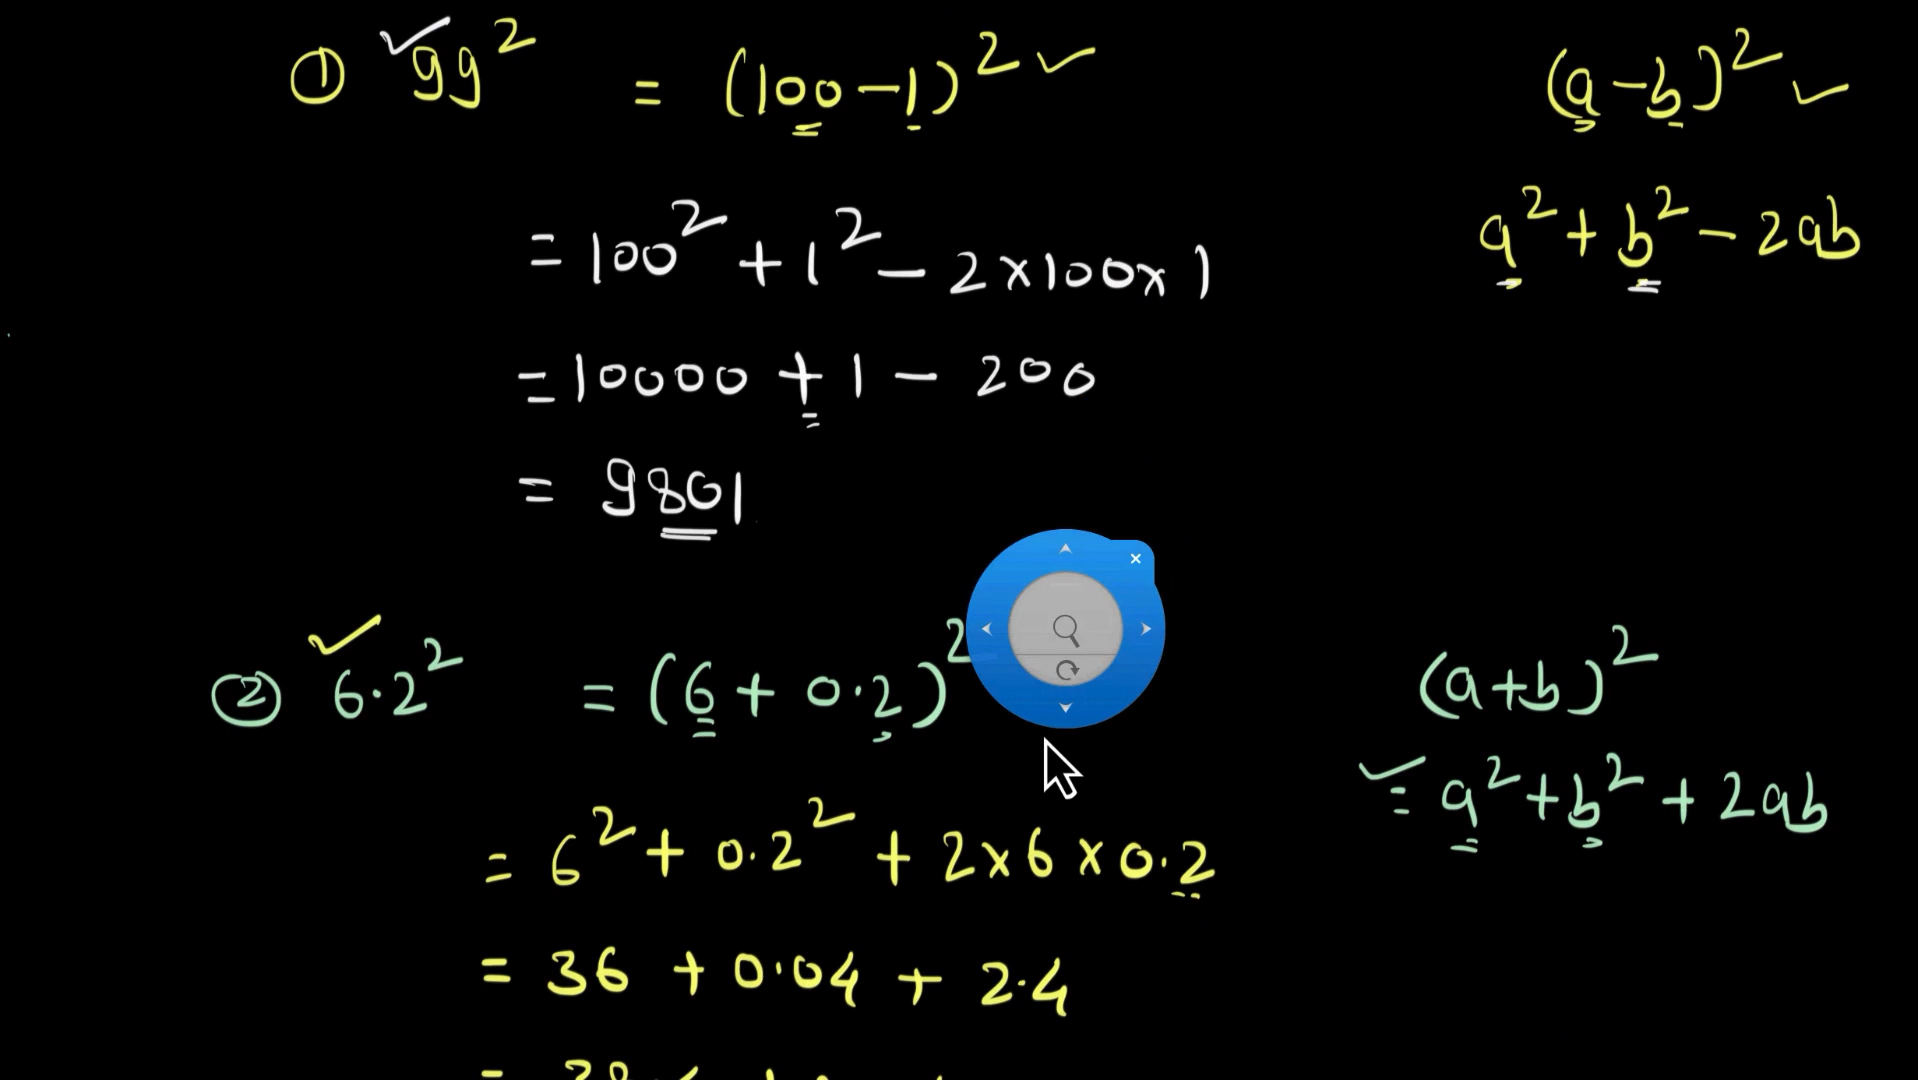 ① 99² = (100-1)²
(a-b)²
= 100² + 1² - 2×100×1
a² + b² - 2ab
= 10000 + 1 - 200
= 9801
② 6.2² = (6 + 0.2)²
(a+b)²
= a² + b² + 2ab
= 6² + 0.2² + 2×6×0.2
= 36 + 0.04 + 2.4